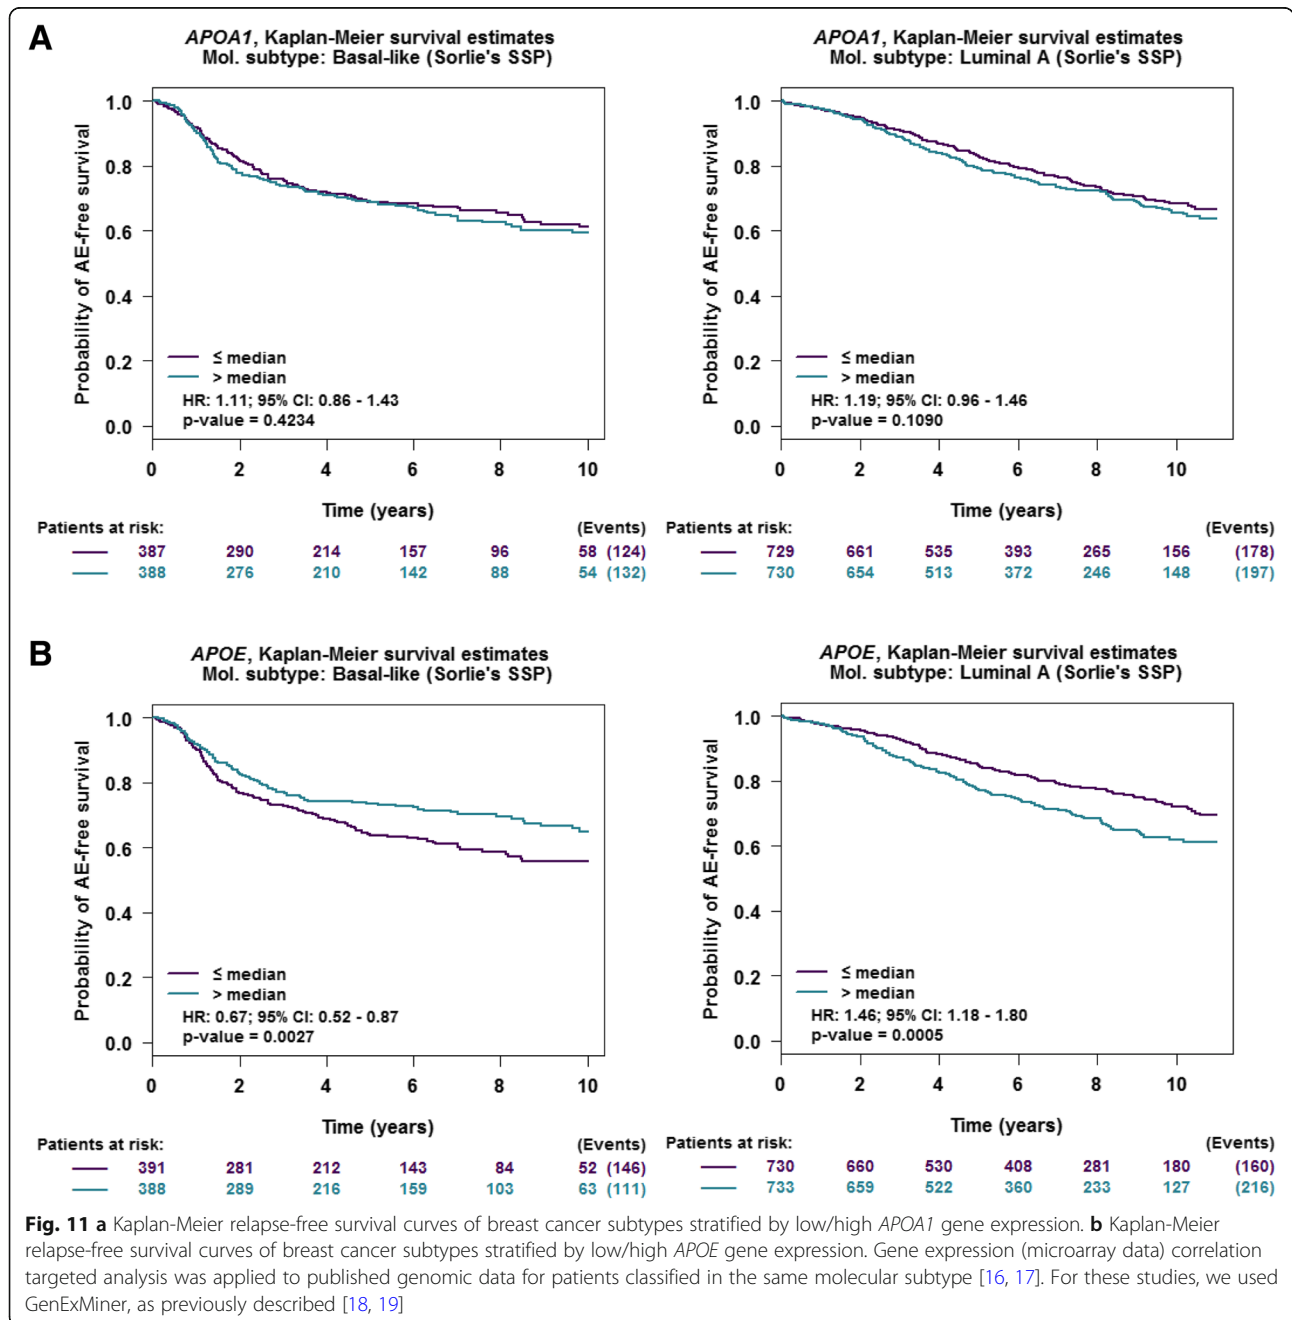 A
APOA1, Kaplan-Meier survival estimates
Mol. subtype: Basal-like (Sorlie's SSP)
Probability of AE-free survival
1.0
0.8
0.6
0.4
0.2
0.0
≤ median
> median
HR: 1.11; 95% CI: 0.86 - 1.43
p-value = 0.4234
0 2 4 6 8 10
Time (years)
Patients at risk: (Events)
387 290 214 157 96 58 (124)
388 276 210 142 88 54 (132)
APOA1, Kaplan-Meier survival estimates
Mol. subtype: Luminal A (Sorlie's SSP)
Probability of AE-free survival
1.0
0.8
0.6
0.4
0.2
0.0
≤ median
> median
HR: 1.19; 95% CI: 0.96 - 1.46
p-value = 0.1090
0 2 4 6 8 10
Time (years)
Patients at risk: (Events)
729 661 535 393 265 156 (178)
730 654 513 372 246 148 (197)
B
APOE, Kaplan-Meier survival estimates
Mol. subtype: Basal-like (Sorlie's SSP)
Probability of AE-free survival
1.0
0.8
0.6
0.4
0.2
0.0
≤ median
> median
HR: 0.67; 95% CI: 0.52 - 0.87
p-value = 0.0027
0 2 4 6 8 10
Time (years)
Patients at risk: (Events)
391 281 212 143 84 52 (146)
388 289 216 159 103 63 (111)
APOE, Kaplan-Meier survival estimates
Mol. subtype: Luminal A (Sorlie's SSP)
Probability of AE-free survival
1.0
0.8
0.6
0.4
0.2
0.0
≤ median
> median
HR: 1.46; 95% CI: 1.18 - 1.80
p-value = 0.0005
0 2 4 6 8 10
Time (years)
Patients at risk: (Events)
730 660 530 408 281 180 (160)
733 659 522 360 233 127 (216)
Fig. 11 a Kaplan-Meier relapse-free survival curves of breast cancer subtypes stratified by low/high APOA1 gene expression. b Kaplan-Meier
relapse-free survival curves of breast cancer subtypes stratified by low/high APOE gene expression. Gene expression (microarray data) correlation
targeted analysis was applied to published genomic data for patients classified in the same molecular subtype [16, 17]. For these studies, we used
GenExMiner, as previously described [18, 19]